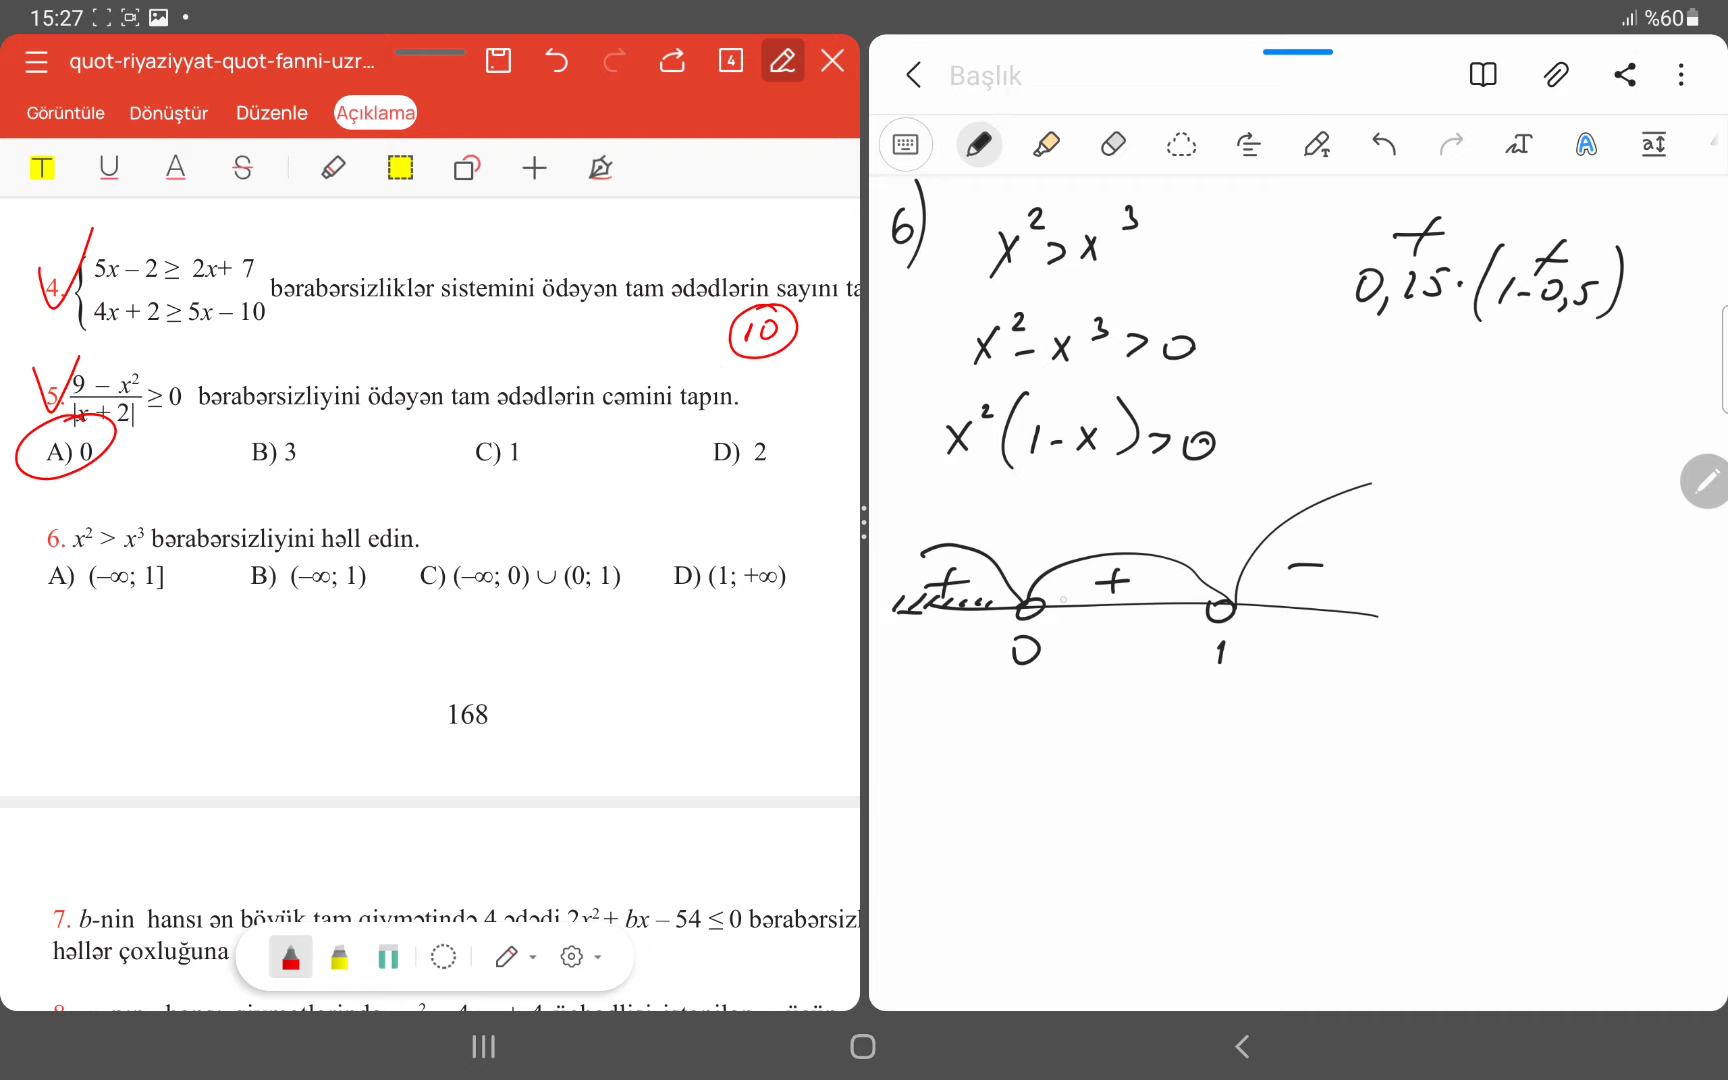 15:27 %60
quot-riyaziyyat-quot-fanni-uzr... 4
Görüntüle Dönüştür Düzenle Açıklama
T U A S
4. { 5x – 2 ≥ 2x+ 7
4x + 2 ≥ 5x – 10 bərabərsizliklər sistemini ödəyən tam ədədlərin sayını ta
10
5. 9 − x² / |x + 2| ≥ 0 bərabərsizliyini ödəyən tam ədədlərin cəmini tapın.
A) 0 B) 3 C) 1 D) 2
6. x² > x³ bərabərsizliyini həll edin.
A) (–∞; 1] B) (–∞; 1) C) (–∞; 0) ∪ (0; 1) D) (1; +∞)
168
7. b-nin hansı ən böyük tam qiymətində 4 ədədi 2x² + bx – 54 ≤ 0 bərabərsizl
həllər çoxluğuna
Başlık
6) x² > x³
+ +
0,25·(1-0,5)
x² - x³ > 0
x²(1-x) > 0
+ + −
0 1